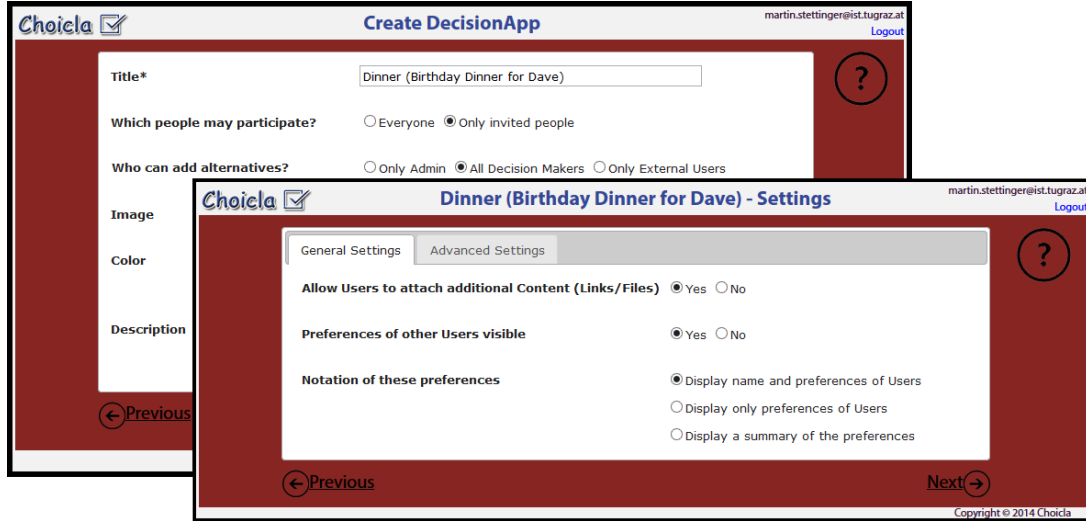 Choicla
Create DecisionApp
martin.stettinger@ist.tugraz.at
Logout
Title*
Dinner (Birthday Dinner for Dave)
?
Which people may participate?
Everyone Only invited people
Who can add alternatives?
Only Admin All Decision Makers Only External Users
Image
Color
Description
Previous
Choicla
Dinner (Birthday Dinner for Dave) - Settings
martin.stettinger@ist.tugraz.at
Logout
General Settings Advanced Settings
?
Allow Users to attach additional Content (Links/Files) Yes No
Preferences of other Users visible Yes No
Notation of these preferences Display name and preferences of Users
Display only preferences of Users
Display a summary of the preferences
Previous
Next
Copyright © 2014 Choicla